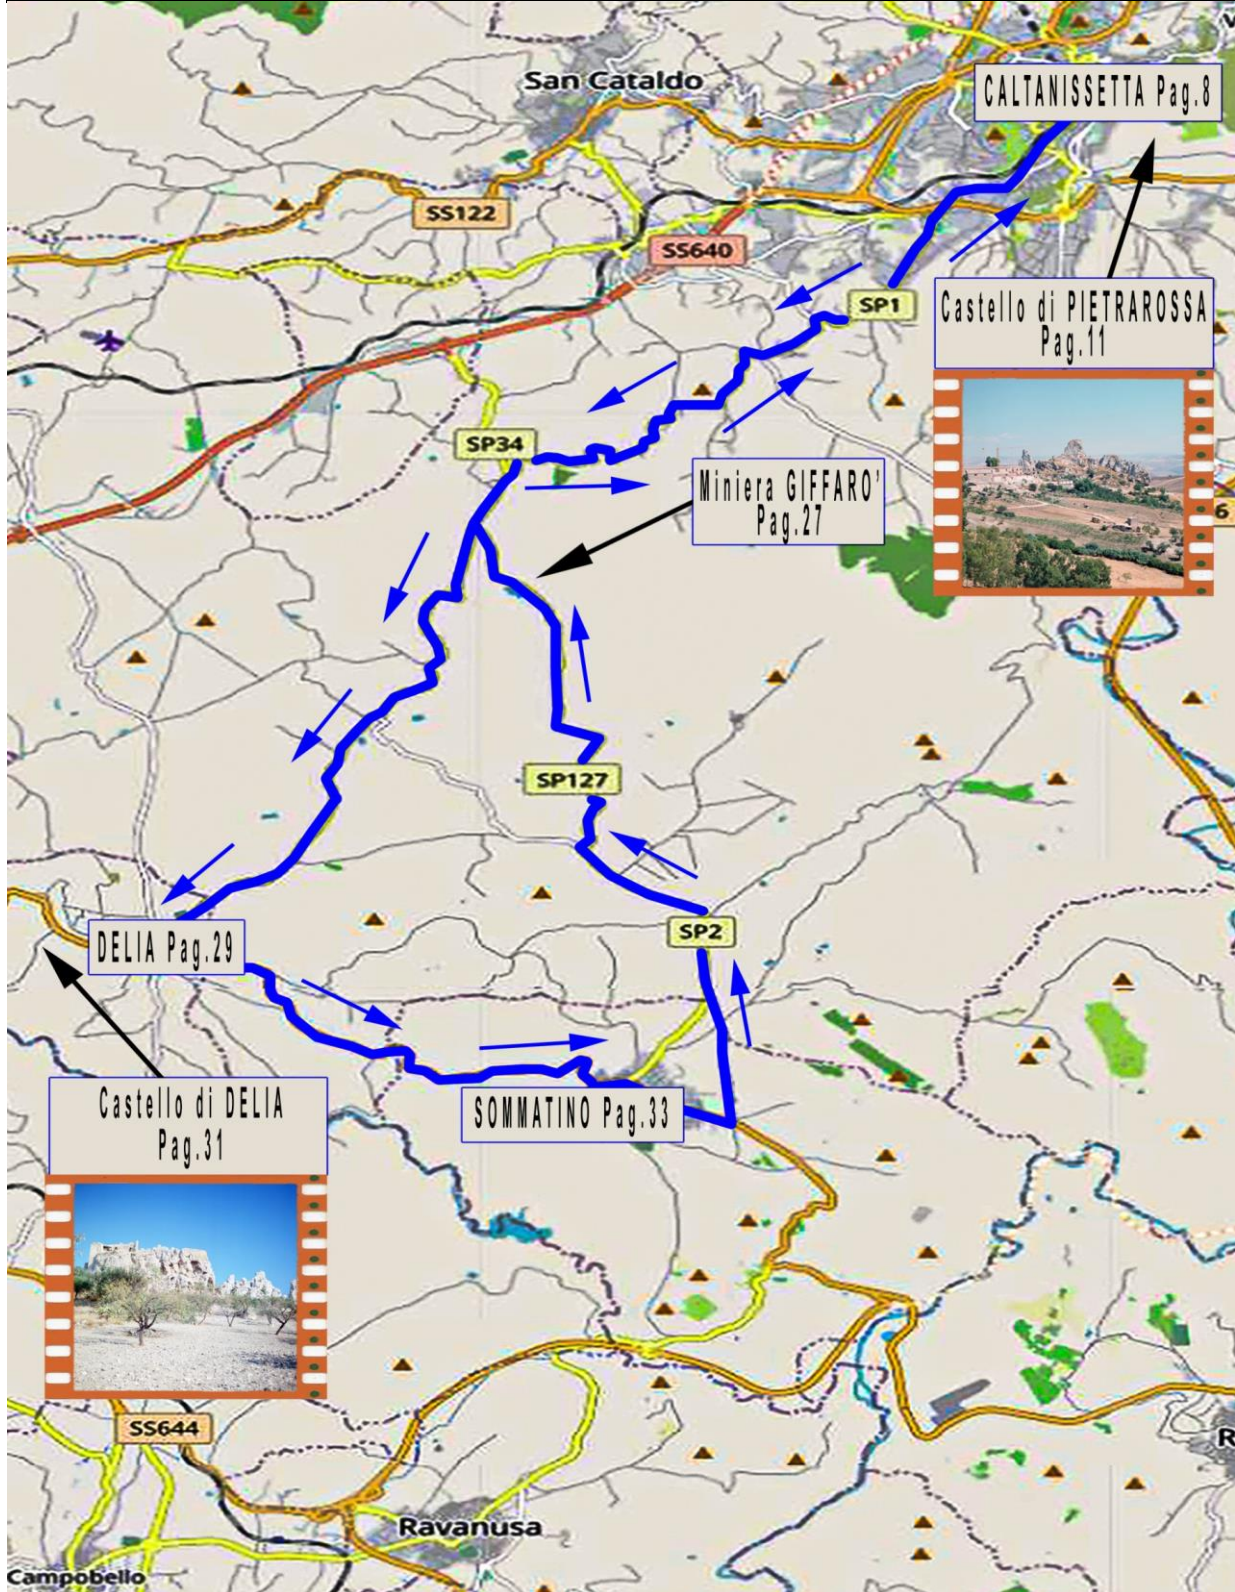 San Cataldo
CALTANISSETTA Pag.8
SS122
SS640
SP1
Castello di PIETRAROSSA
Pag.11
SP34
Miniera GIFFARO'
Pag.27
6
SP127
SP2
DELIA Pag.29
Castello di DELIA
Pag.31
SOMMATINO Pag.33
SS644
R
Ravanusa
Campobello